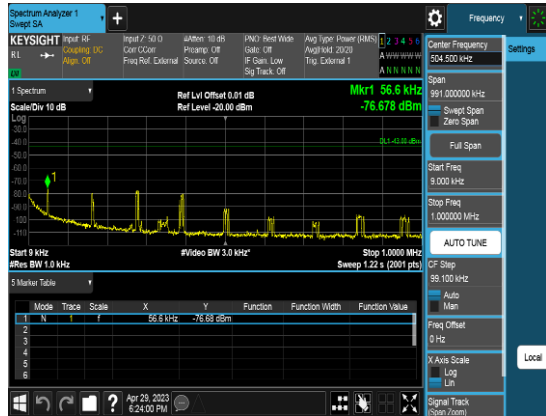 Spectrum Analyzer 1
Swept SA
+
Frequency
KEYSIGHT Input: RF
RL
Coupling: DC
Align: Off
Input Z: 50 Ω
Corr CCorr
Freq Ref: External
#Atten: 10 dB
Preamp: Off
Source: Off
PNO: Best Wide
Gate: Off
IF Gain: Low
Sig Track: Off
Avg Type: Power (RMS)
Avg|Hold: 20/20
Trig: External 1
1 2 3 4 5 6
A W W W W W
A N N N N N
LV
1 Spectrum
Scale/Div 10 dB
Ref Lvl Offset 0.01 dB
Ref Level -20.00 dBm
Mkr1 56.6 kHz
-76.678 dBm
Log
-30.0
-40.0
-50.0
-60.0
-70.0
-80.0
-90.0
-100
-110
1
DL1 -43.00 dBm
Start 9 kHz
#Res BW 1.0 kHz
#Video BW 3.0 kHz*
Stop 1.0000 MHz
Sweep 1.22 s (2001 pts)
5 Marker Table
Mode Trace Scale X Y Function Function Width Function Value
1 N 1 f 56.6 kHz -76.68 dBm
2
3
4
5
6
Apr 29, 2023
6:24:00 PM
Center Frequency
504.500 kHz
Settings
Span
991.000000 kHz
Swept Span
Zero Span
Full Span
Start Freq
9.000 kHz
Stop Freq
1.000000 MHz
AUTO TUNE
CF Step
99.100 kHz
Auto
Man
Freq Offset
0 Hz
X Axis Scale
Log
Lin
Local
Signal Track
(Span Zoom)